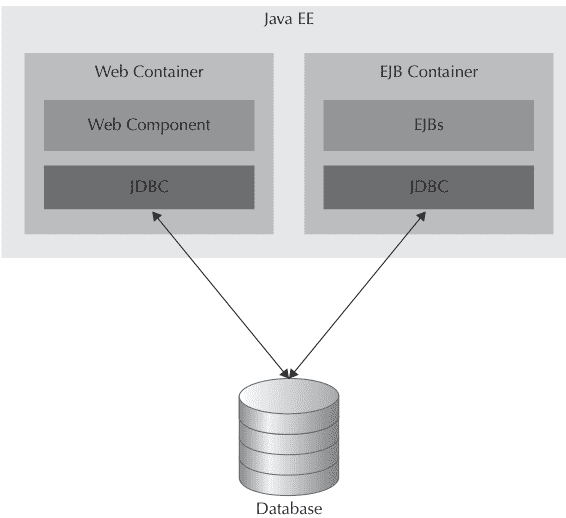 Java EE
Web Container
EJB Container
Web Component
EJBs
JDBC
JDBC
Database